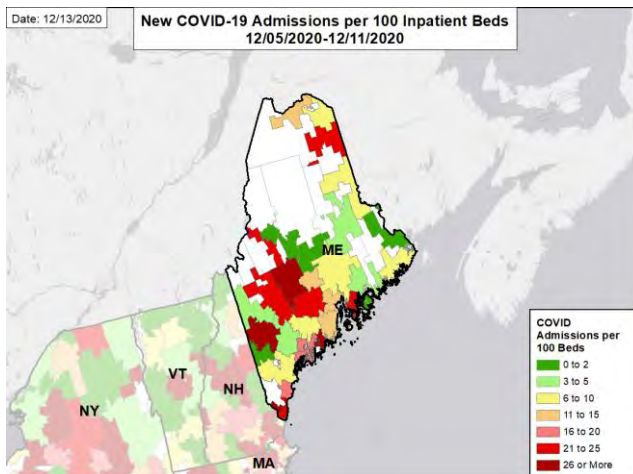 Date: 12/13/2020
New COVID-19 Admissions per 100 Inpatient Beds
12/05/2020-12/11/2020
ME
VT
NH
NY
MA
COVID
Admissions per
100 Beds
0 to 2
3 to 5
6 to 10
11 to 15
16 to 20
21 to 25
26 or More